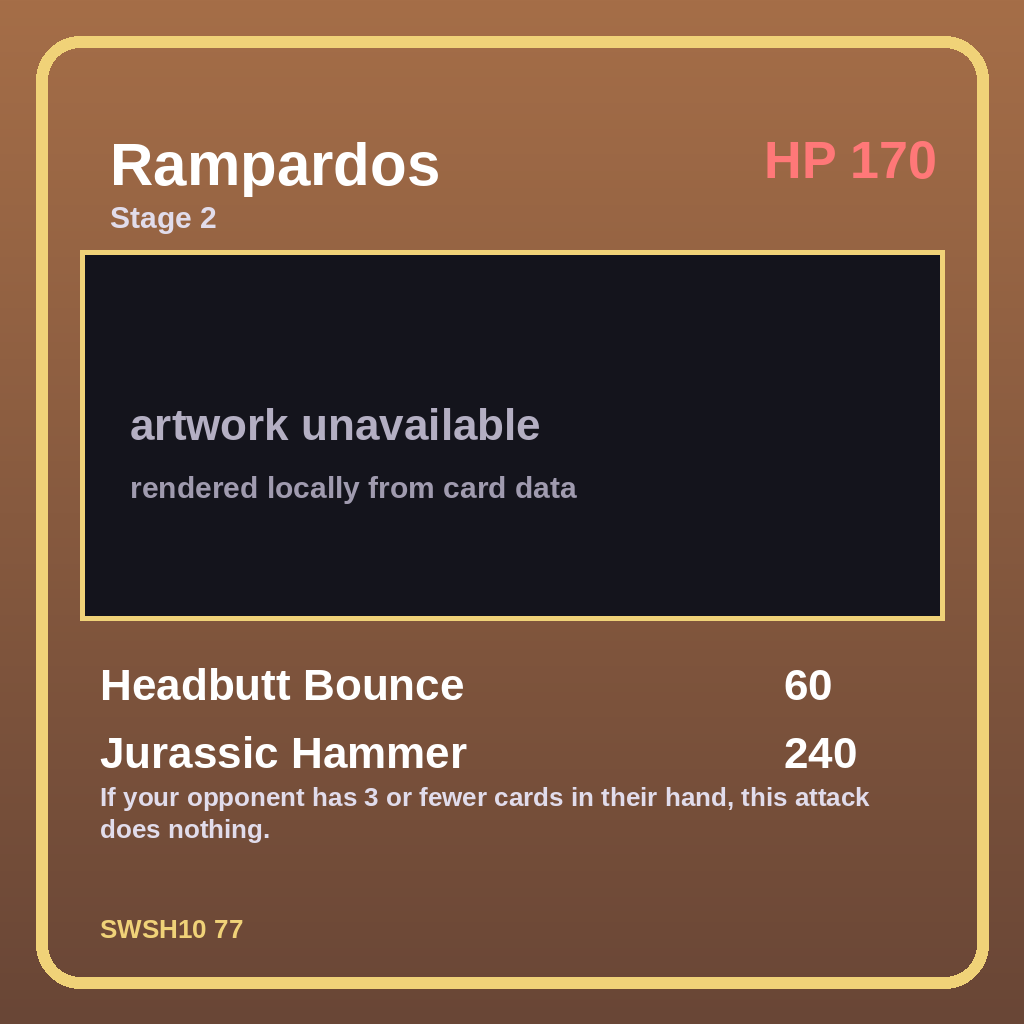 Rampardos
HP 170
Stage 2
artwork unavailable
rendered locally from card data
Headbutt Bounce 60
Jurassic Hammer 240
If your opponent has 3 or fewer cards in their hand, this attack
does nothing.
SWSH10 77